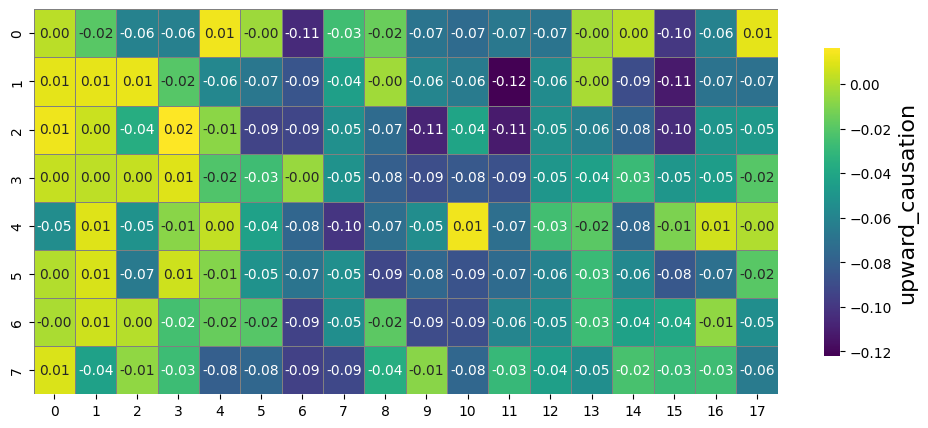 0 0.00 -0.02 -0.06 -0.06 0.01 -0.00 -0.11 -0.03 -0.02 -0.07 -0.07 -0.07 -0.07 -0.00 0.00 -0.10 -0.06 0.01
1 0.01 0.01 0.01 -0.02 -0.06 -0.07 -0.09 -0.04 -0.00 -0.06 -0.06 -0.12 -0.06 -0.00 -0.09 -0.11 -0.07 -0.07
2 0.01 0.00 -0.04 0.02 -0.01 -0.09 -0.09 -0.05 -0.07 -0.11 -0.04 -0.11 -0.05 -0.06 -0.08 -0.10 -0.05 -0.05
3 0.00 0.00 0.00 0.01 -0.02 -0.03 -0.00 -0.05 -0.08 -0.09 -0.08 -0.09 -0.05 -0.04 -0.03 -0.05 -0.05 -0.02
4 -0.05 0.01 -0.05 -0.01 0.00 -0.04 -0.08 -0.10 -0.07 -0.05 0.01 -0.07 -0.03 -0.02 -0.08 -0.01 0.01 -0.00
5 0.00 0.01 -0.07 0.01 -0.01 -0.05 -0.07 -0.05 -0.09 -0.08 -0.09 -0.07 -0.06 -0.03 -0.06 -0.08 -0.07 -0.02
6 -0.00 0.01 0.00 -0.02 -0.02 -0.02 -0.09 -0.05 -0.02 -0.09 -0.09 -0.06 -0.05 -0.03 -0.04 -0.04 -0.01 -0.05
7 0.01 -0.04 -0.01 -0.03 -0.08 -0.08 -0.09 -0.09 -0.04 -0.01 -0.08 -0.03 -0.04 -0.05 -0.02 -0.03 -0.03 -0.06
0 1 2 3 4 5 6 7 8 9 10 11 12 13 14 15 16 17
0.00
−0.02
−0.04
−0.06
−0.08
−0.10
−0.12
upward_causation